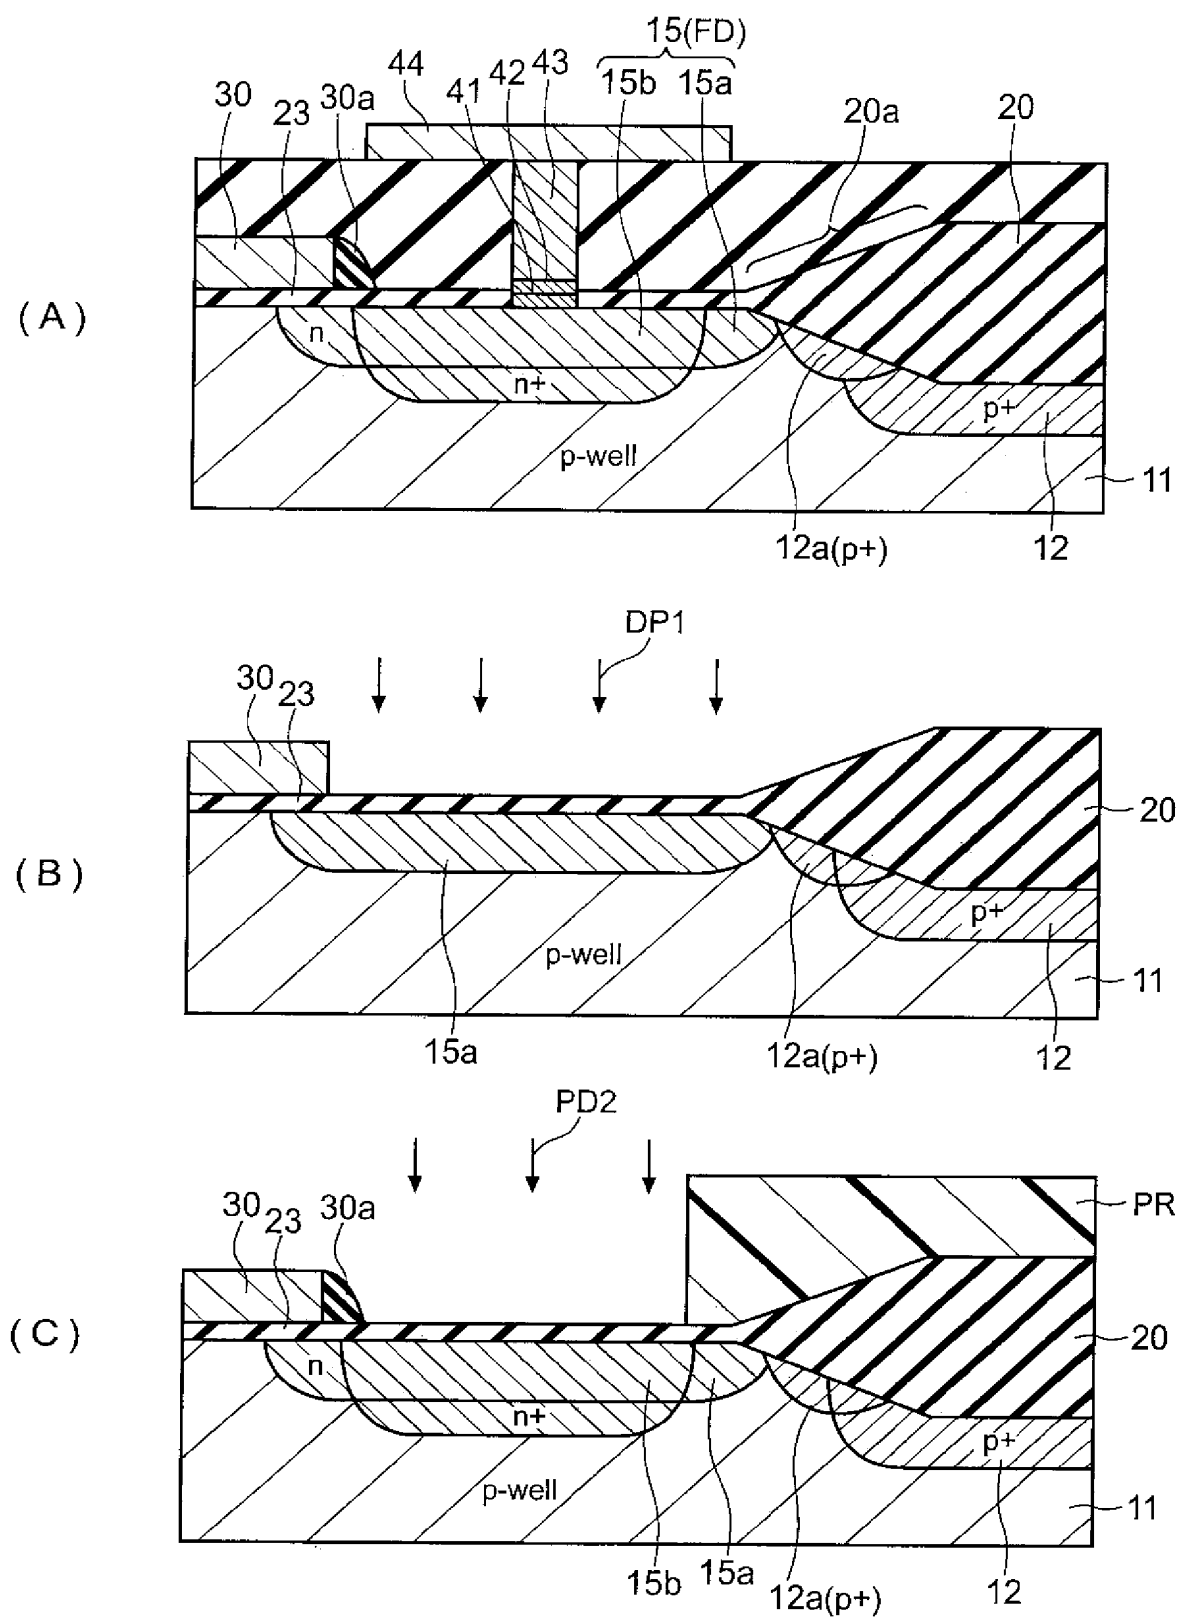 15(FD)
44 41 42 43 15b 15a
30 23 30a 20a 20
(A)
n
n+
p+
p-well
11
12a(p+) 12
DP1
30 23
20
(B)
p+
p-well
11
15a 12a(p+) 12
PD2
30 23 30a PR
(C)
20
n
n+
p+
p-well
11
15b 15a 12a(p+) 12